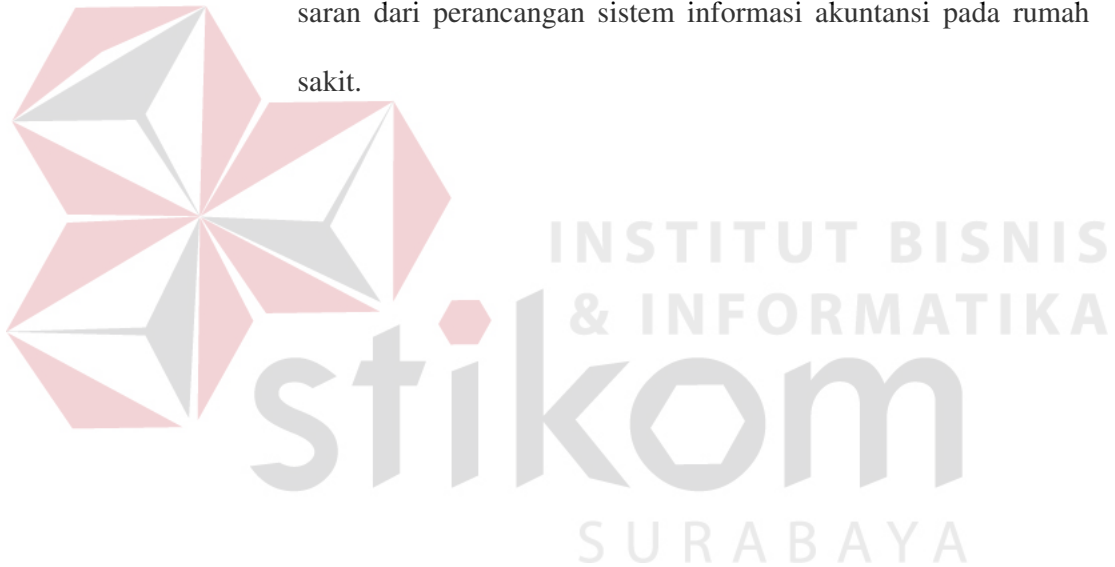 saran dari perancangan sistem informasi akuntansi pada rumah
sakit.
INSTITUT BISNIS
& INFORMATIKA
stikom
SURABAYA